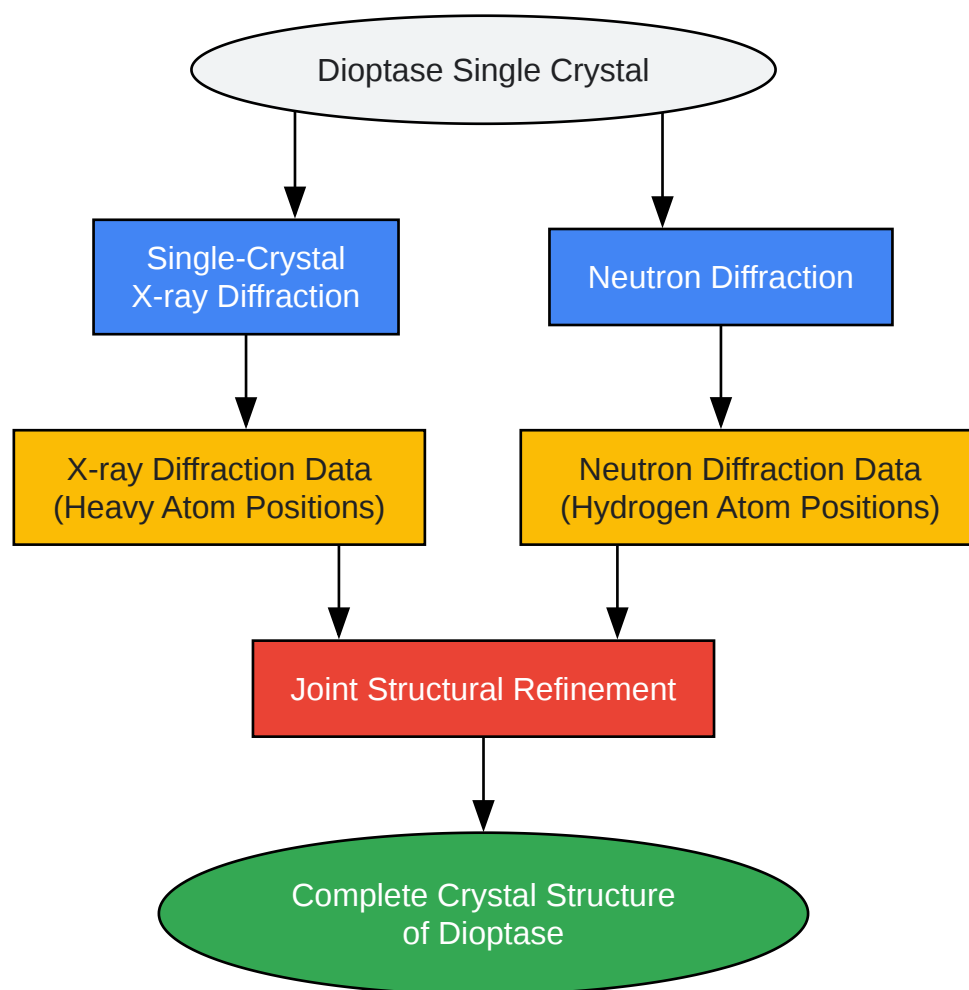 Dioptase Single Crystal
Single-Crystal
X-ray Diffraction
Neutron Diffraction
X-ray Diffraction Data
(Heavy Atom Positions)
Neutron Diffraction Data
(Hydrogen Atom Positions)
Joint Structural Refinement
Complete Crystal Structure
of Dioptase